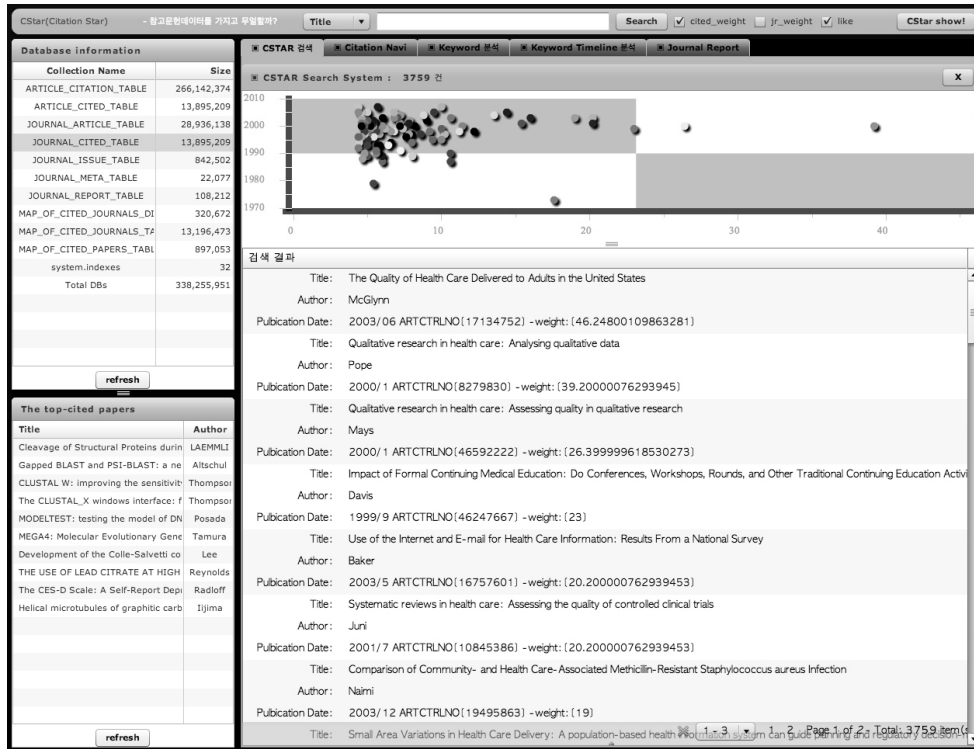 CStar(Citation Star) - 참고문헌데이터를 가지고 무얼할까? Title Search cited_weight jr_weight like CStar show!
Database information
Collection Name Size
ARTICLE_CITATION_TABLE 266,142,374
ARTICLE_CITED_TABLE 13,895,209
JOURNAL_ARTICLE_TABLE 28,936,138
JOURNAL_CITED_TABLE 13,895,209
JOURNAL_ISSUE_TABLE 842,502
JOURNAL_META_TABLE 22,077
JOURNAL_REPORT_TABLE 108,212
MAP_OF_CITED_JOURNALS_DI 320,672
MAP_OF_CITED_JOURNALS_TA 13,196,473
MAP_OF_CITED_PAPERS_TABL 897,053
system.indexes 32
Total DBs 338,255,951
refresh
The top-cited papers
Title Author
Cleavage of Structural Proteins durin LAEMMLI
Gapped BLAST and PSI-BLAST: a ne Altschul
CLUSTAL W: improving the sensitivit Thompson
The CLUSTAL_X windows interface: f Thompson
MODELTEST: testing the model of DN Posada
MEGA4: Molecular Evolutionary Gene Tamura
Development of the Colle-Salvetti co Lee
THE USE OF LEAD CITRATE AT HIGH Reynolds
The CES-D Scale: A Self-Report Depr Radloff
Helical microtubules of graphitic carb Iijima
refresh
CSTAR 검색 Citation Navi Keyword 분석 Keyword Timeline 분석 Journal Report
CSTAR Search System : 3759 건 X
2010
2000
1990
1980
1970
0 10 20 30 40
검색 결과
Title: The Quality of Health Care Delivered to Adults in the United States
Author: McGlynn
Pulbication Date: 2003/06 ARTCTRLNO(17134752) -weight: (46.24800109863281)
Title: Qualitative research in health care: Analysing qualitative data
Author: Pope
Pulbication Date: 2000/1 ARTCTRLNO(8279830) -weight: (39.20000076293945)
Title: Qualitative research in health care: Assessing quality in qualitative research
Author: Mays
Pulbication Date: 2000/1 ARTCTRLNO(46592222) -weight: (26.399999618530273)
Title: Impact of Formal Continuing Medical Education: Do Conferences, Workshops, Rounds, and Other Traditional Continuing Education Activi
Author: Davis
Pulbication Date: 1999/9 ARTCTRLNO(46247667) -weight: (23)
Title: Use of the Internet and E-mail for Health Care Information: Results From a National Survey
Author: Baker
Pulbication Date: 2003/5 ARTCTRLNO(16757601) -weight: (20.200000762939453)
Title: Systematic reviews in health care: Assessing the quality of controlled clinical trials
Author: Juni
Pulbication Date: 2001/7 ARTCTRLNO(10845386) -weight: (20.200000762939453)
Title: Comparison of Community- and Health Care-Associated Methicillin-Resistant Staphylococcus aureus Infection
Author: Naimi
Pulbication Date: 2003/12 ARTCTRLNO(19495863) -weight: (19)
Title: Small Area Variations in Health Care Delivery: A population-based health information system can guide planning and regulatory decision-m
1 - 3 1 2 Page 1 of 2 - Total: 3759 item(s